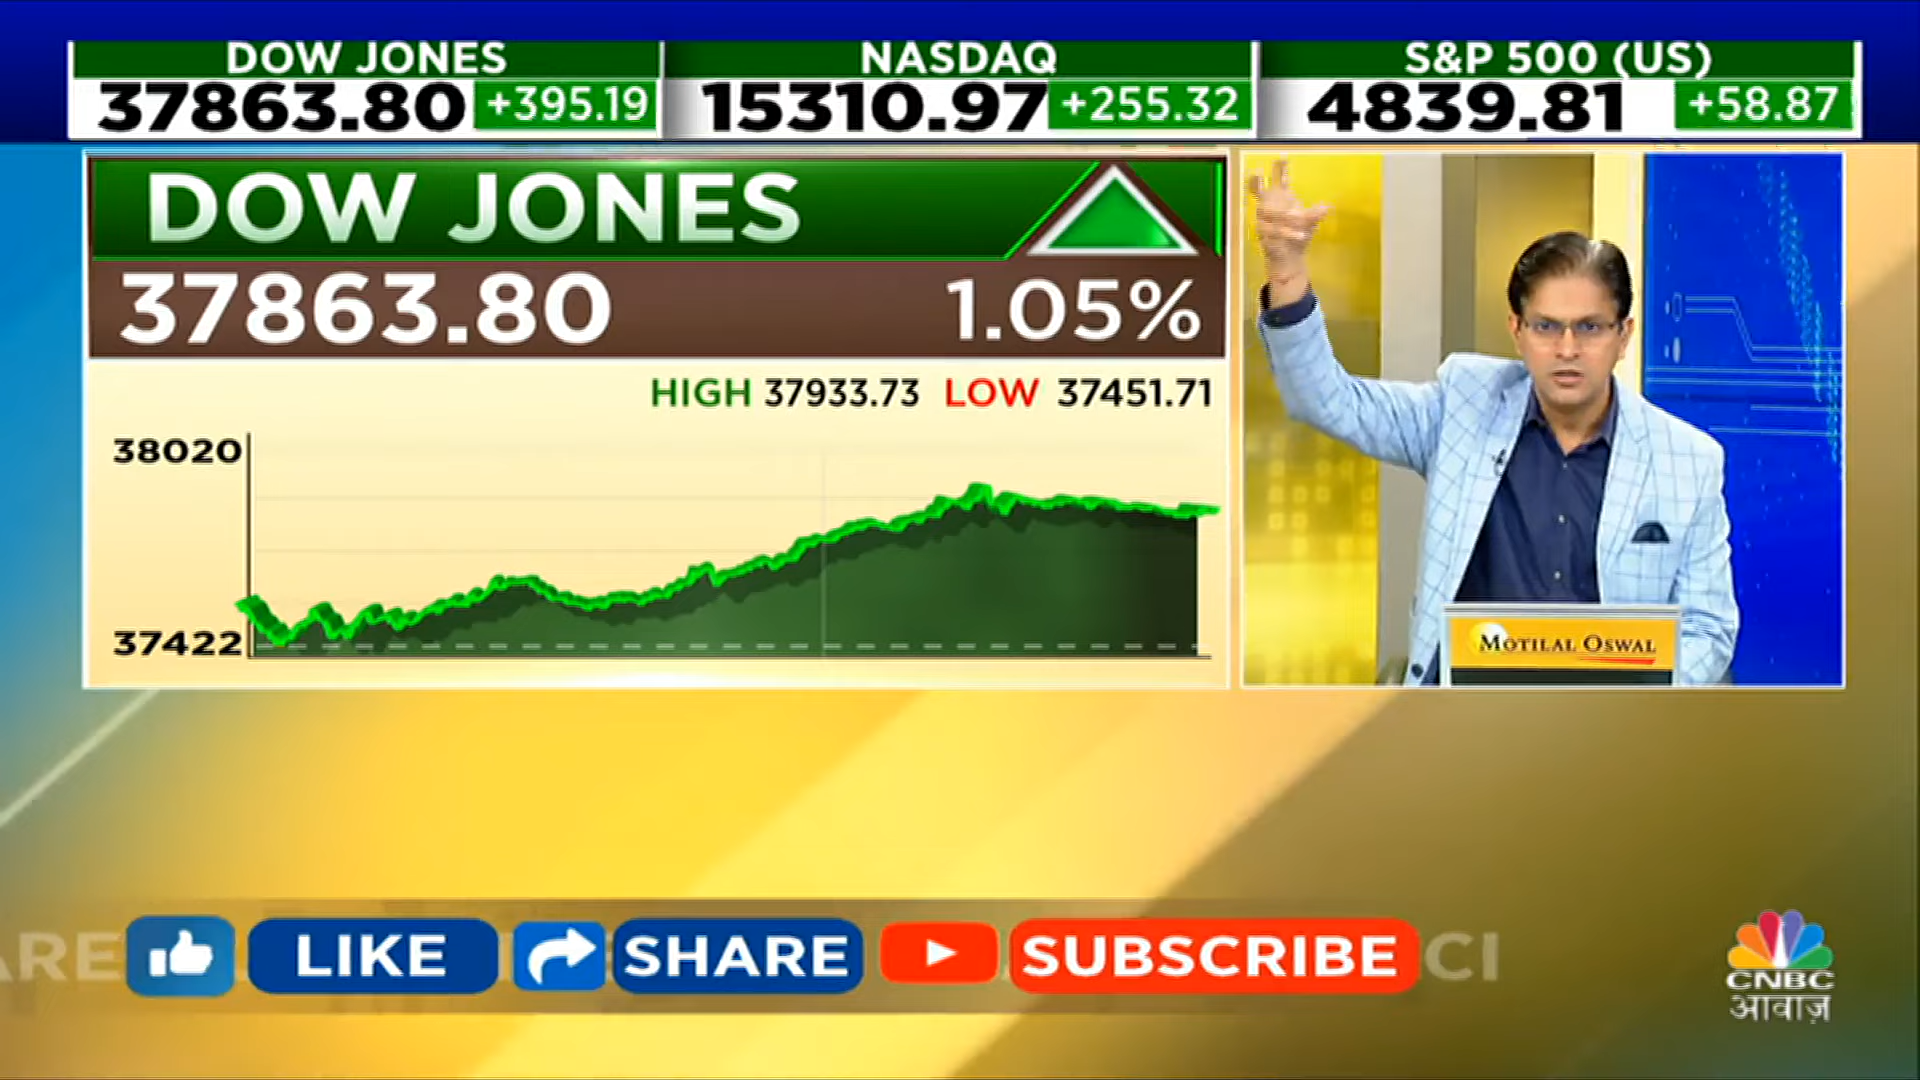 DOW JONES
37863.80 +395.19
NASDAQ
15310.97 +255.32
S&P 500 (US)
4839.81 +58.87
DOW JONES
37863.80 1.05%
HIGH 37933.73 LOW 37451.71
38020
37422
MOTILAL OSWAL
LIKE SHARE SUBSCRIBE
CNBC
आवाज़